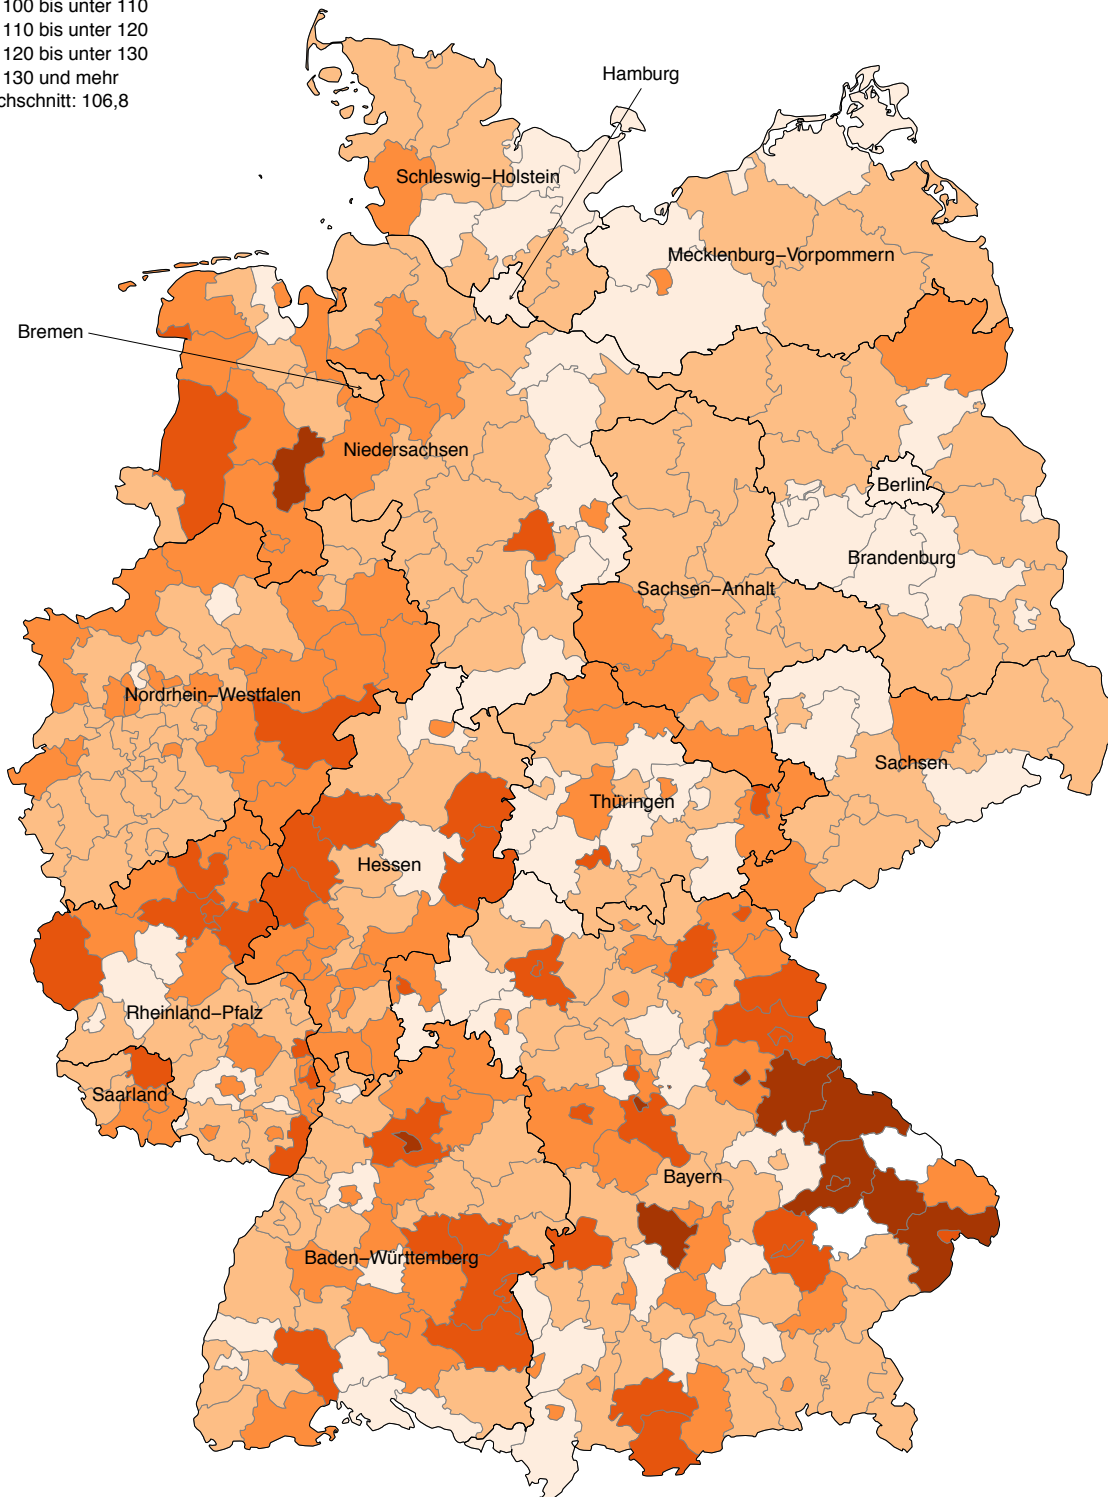 100 bis unter 110
110 bis unter 120
120 bis unter 130
130 und mehr
chschnitt: 106,8
Hamburg
Schleswig–Holstein
Mecklenburg–Vorpommern
Bremen
Niedersachsen
Berlin
Brandenburg
Sachsen–Anhalt
Nordrhein–Westfalen
Sachsen
Thüringen
Hessen
Rheinland–Pfalz
Saarland
Bayern
Baden–Württemberg